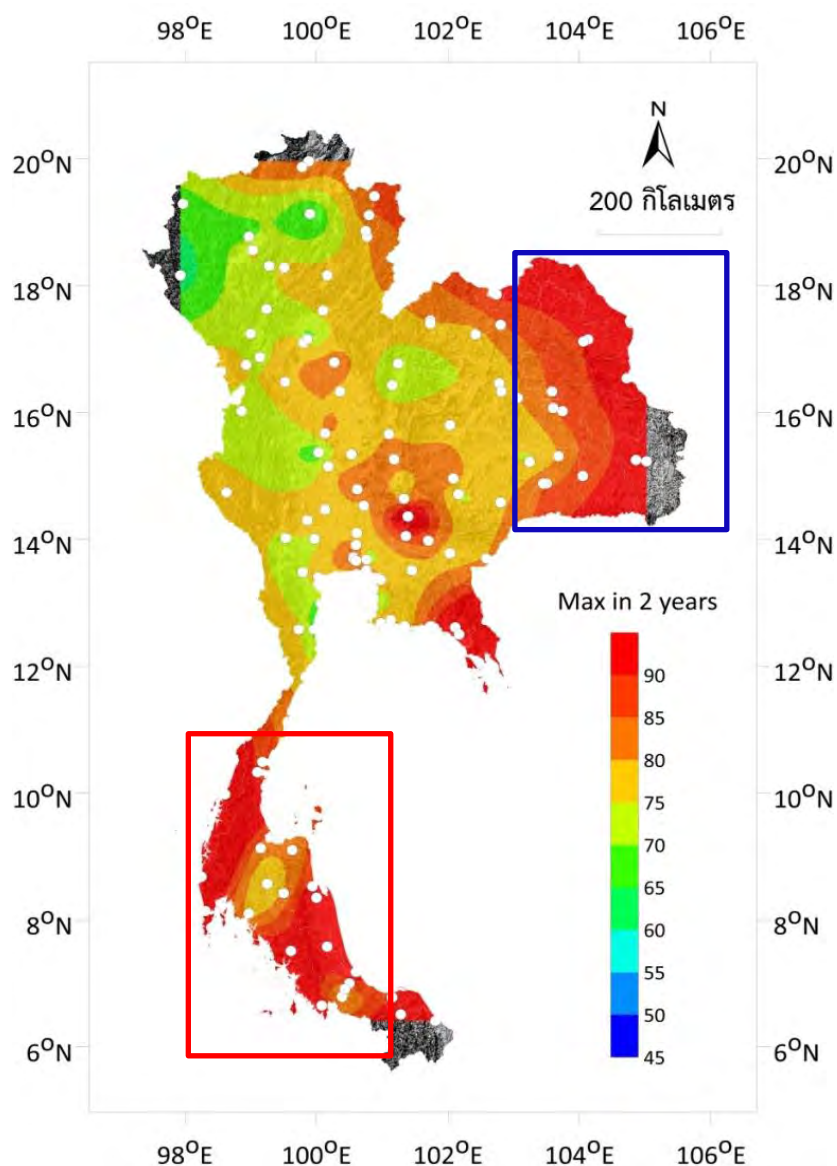 98°E 100°E 102°E 104°E 106°E
N
20°N 20°N
200 กิโลเมตร
18°N 18°N
16°N 16°N
14°N 14°N
Max in 2 years
12°N 12°N
90
85
10°N 80 10°N
75
70
8°N 65 8°N
60
55
6°N 50 6°N
45
98°E 100°E 102°E 104°E 106°E